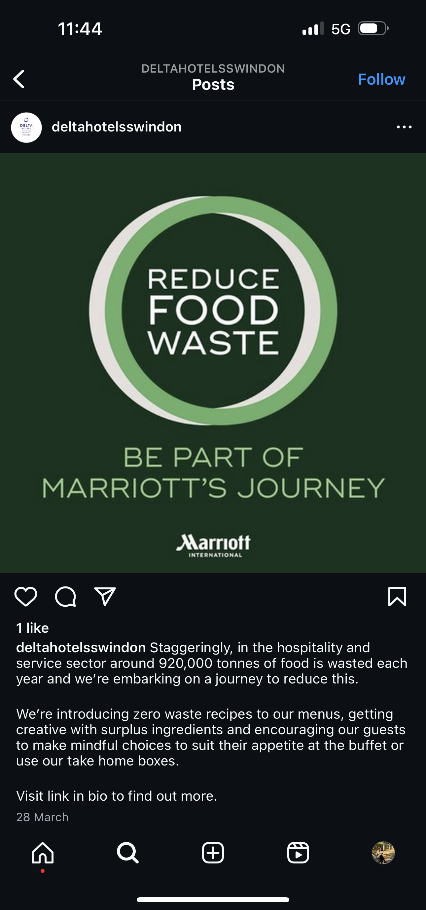 11:44
5G
DELTAHOTELSSWINDON
Posts
Follow
deltahotelsswindon
REDUCE
FOOD
WASTE
BE PART OF
MARRIOTT'S JOURNEY
Marriott
INTERNATIONAL
1 like
deltahotelsswindon Staggeringly, in the hospitality and
service sector around 920,000 tonnes of food is wasted each
year and we're embarking on a journey to reduce this.
We're introducing zero waste recipes to our menus, getting
creative with surplus ingredients and encouraging our guests
to make mindful choices to suit their appetite at the buffet or
use our take home boxes.
Visit link in bio to find out more.
28 March